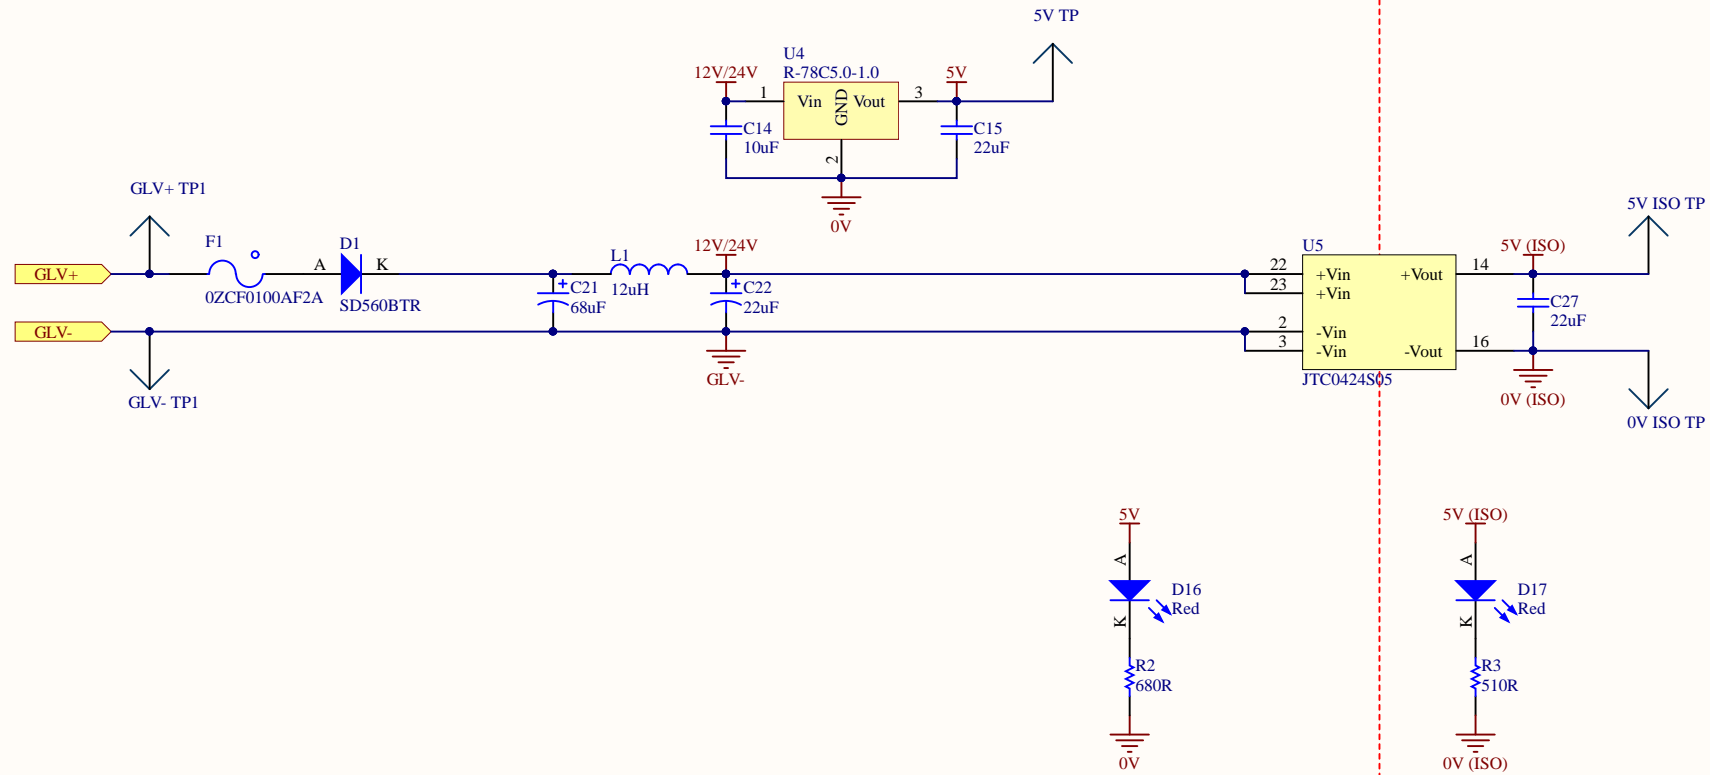 5V TP
U4
R-78C5.0-1.0
12V/24V
5V
1
Vin
GND
Vout
3
C14
10uF
2
C15
22uF
0V
GLV+ TP1
F1
D1
A
K
GLV+
0ZCF0100AF2A
SD560BTR
L1
12uH
12V/24V
C21
68uF
C22
22uF
GLV-
GLV-
GLV- TP1
U5
22
+Vin
23
+Vin
2
-Vin
3
-Vin
+Vout
14
-Vout
16
JTC0424S05
5V (ISO)
5V ISO TP
C27
22uF
0V (ISO)
0V ISO TP
5V
A
D16
Red
K
R2
680R
0V
5V (ISO)
A
D17
Red
K
R3
510R
0V (ISO)